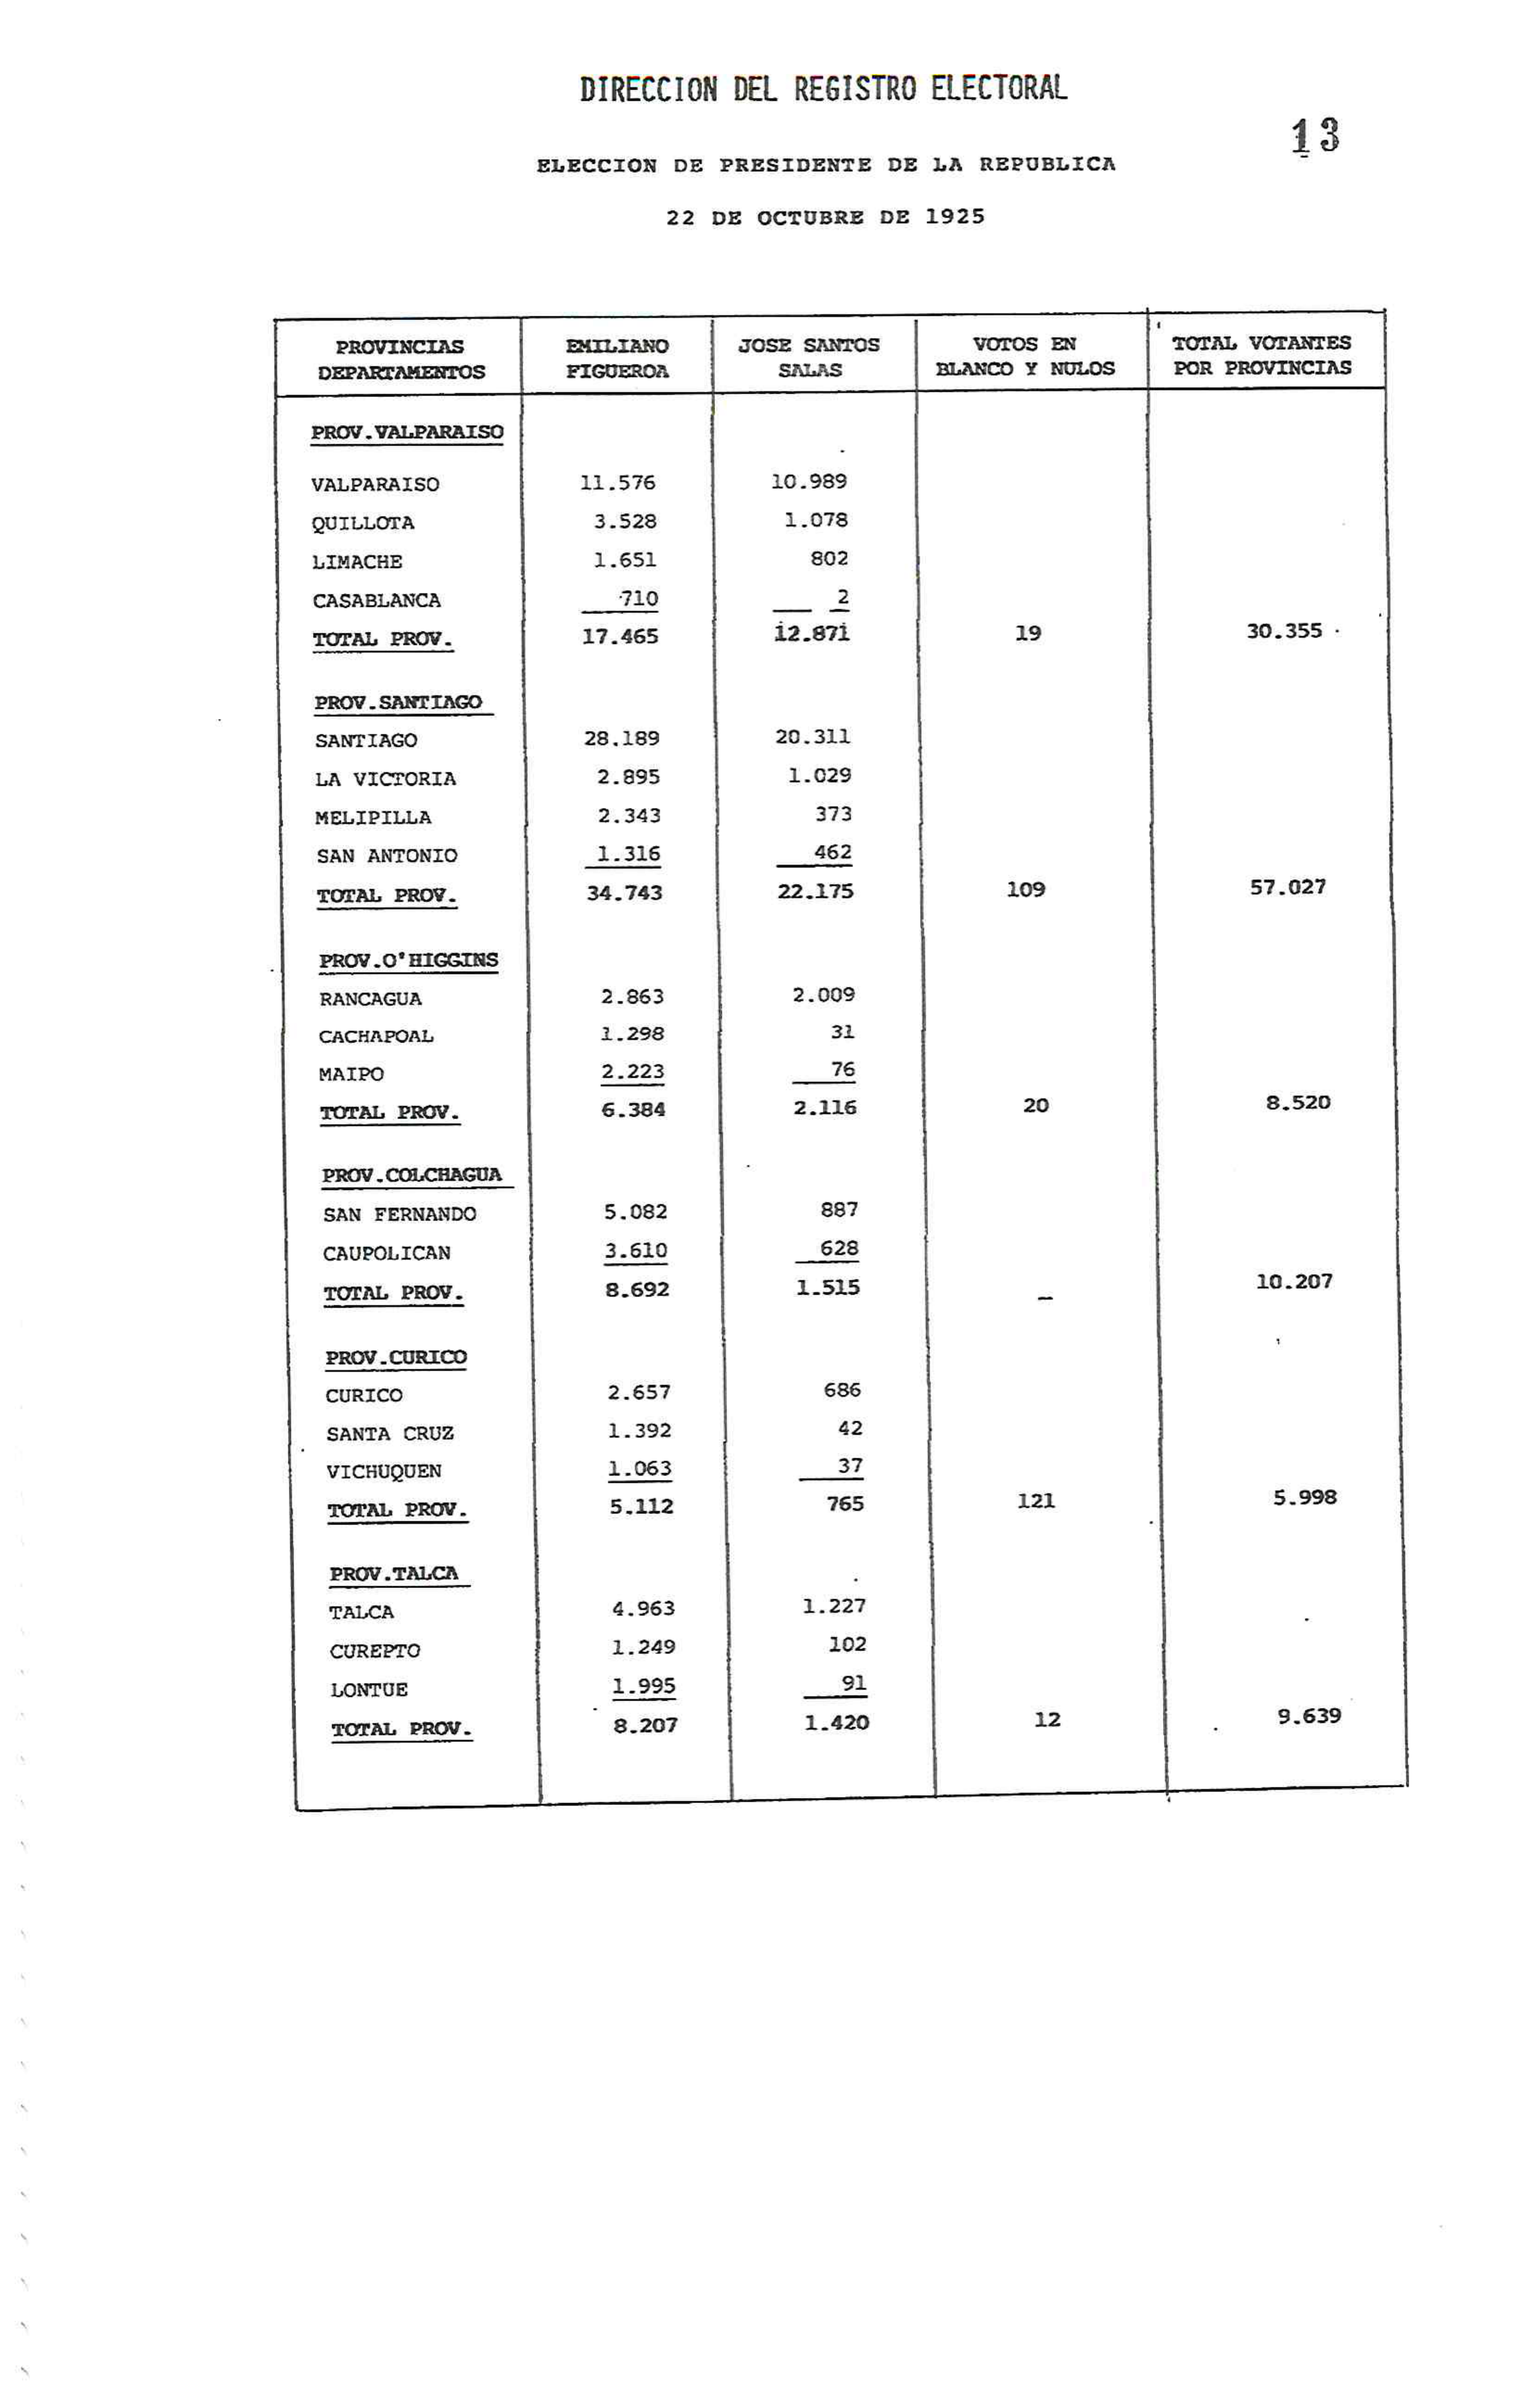 DIRECCION DEL REGISTRO ELECTORAL
13
ELECCION DE PRESIDENTE DE LA REPUBLICA
22 DE OCTUBRE DE 1925
PROVINCIAS DEPARTAMENTOS EMILIANO FIGUEROA JOSE SANTOS SALAS VOTOS EN BLANCO Y NULOS TOTAL VOTANTES POR PROVINCIAS
PROV.VALPARAISO
VALPARAISO 11.576 10.989
QUILLOTA 3.528 1.078
LIMACHE 1.651 802
CASABLANCA 710 2
TOTAL PROV. 17.465 12.871 19 30.355
PROV.SANTIAGO
SANTIAGO 28.189 20.311
LA VICTORIA 2.895 1.029
MELIPILLA 2.343 373
SAN ANTONIO 1.316 462
TOTAL PROV. 34.743 22.175 109 57.027
PROV.O'HIGGINS
RANCAGUA 2.863 2.009
CACHAPOAL 1.298 31
MAIPO 2.223 76
TOTAL PROV. 6.384 2.116 20 8.520
PROV.COLCHAGUA
SAN FERNANDO 5.082 887
CAUPOLICAN 3.610 628
TOTAL PROV. 8.692 1.515 — 10.207
PROV.CURICO
CURICO 2.657 686
SANTA CRUZ 1.392 42
VICHUQUEN 1.063 37
TOTAL PROV. 5.112 765 121 5.998
PROV.TALCA
TALCA 4.963 1.227
CUREPTO 1.249 102
LONTUE 1.995 91
TOTAL PROV. 8.207 1.420 12 9.639